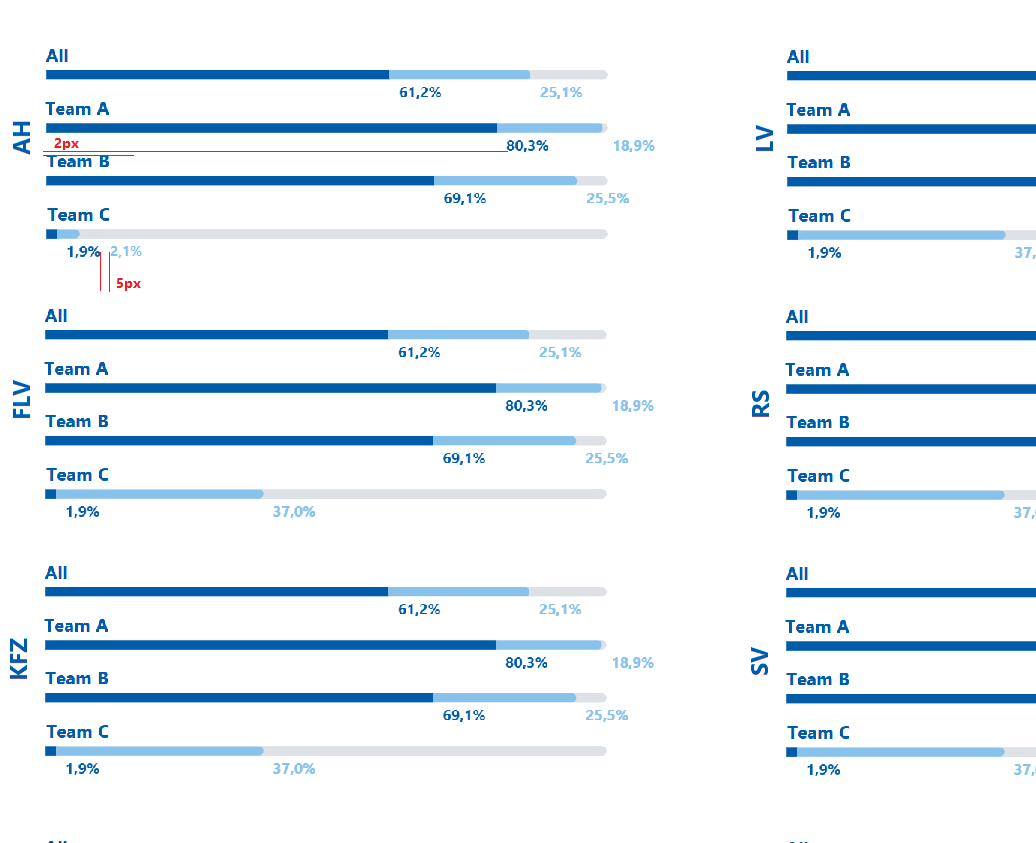 AH
All
61,2% 25,1%
Team A
80,3% 18,9%
2px
Team B
69,1% 25,5%
Team C
1,9% 2,1%
5px
FLV
All
61,2% 25,1%
Team A
80,3% 18,9%
Team B
69,1% 25,5%
Team C
1,9% 37,0%
KFZ
All
61,2% 25,1%
Team A
80,3% 18,9%
Team B
69,1% 25,5%
Team C
1,9% 37,0%
LV
All
Team A
Team B
Team C
1,9% 37,
RS
All
Team A
Team B
Team C
1,9% 37,
SV
All
Team A
Team B
Team C
1,9% 37,